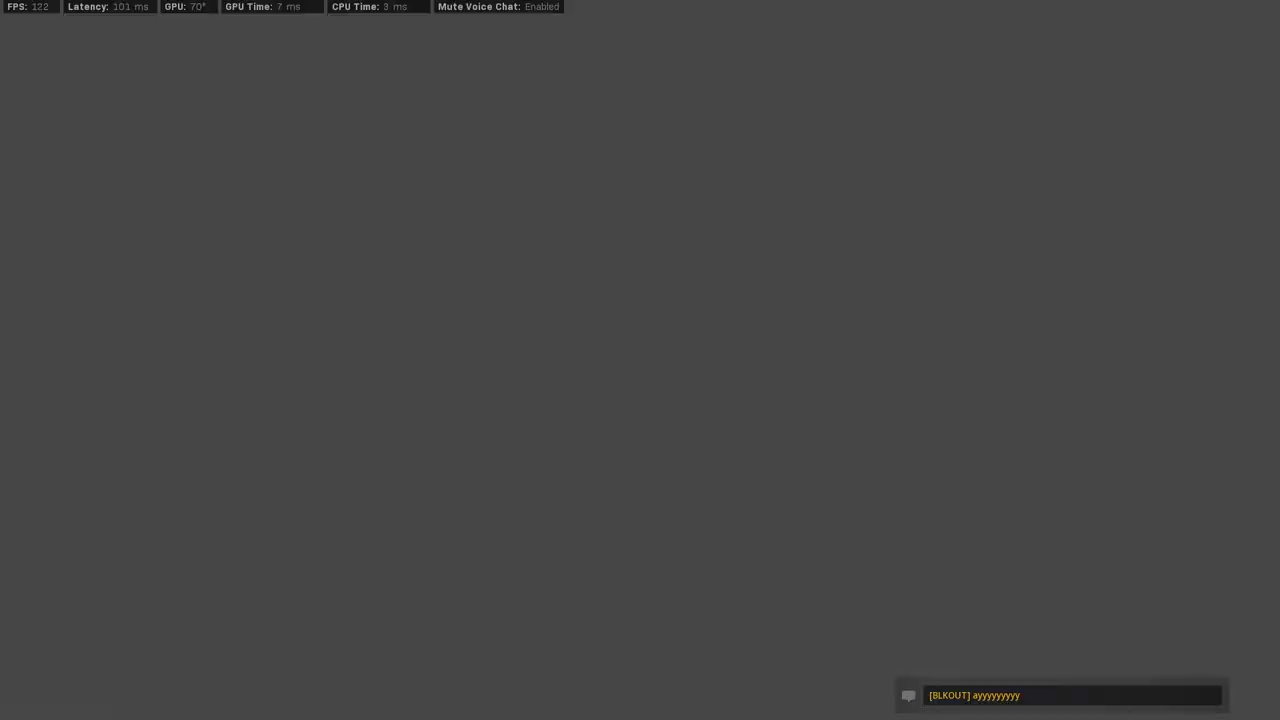 FPS: 122 Latency: 101 ms GPU: 70° GPU Time: 7 ms CPU Time: 3 ms Mute Voice Chat: Enabled
[BLKOUT] ayyyyyyyyy